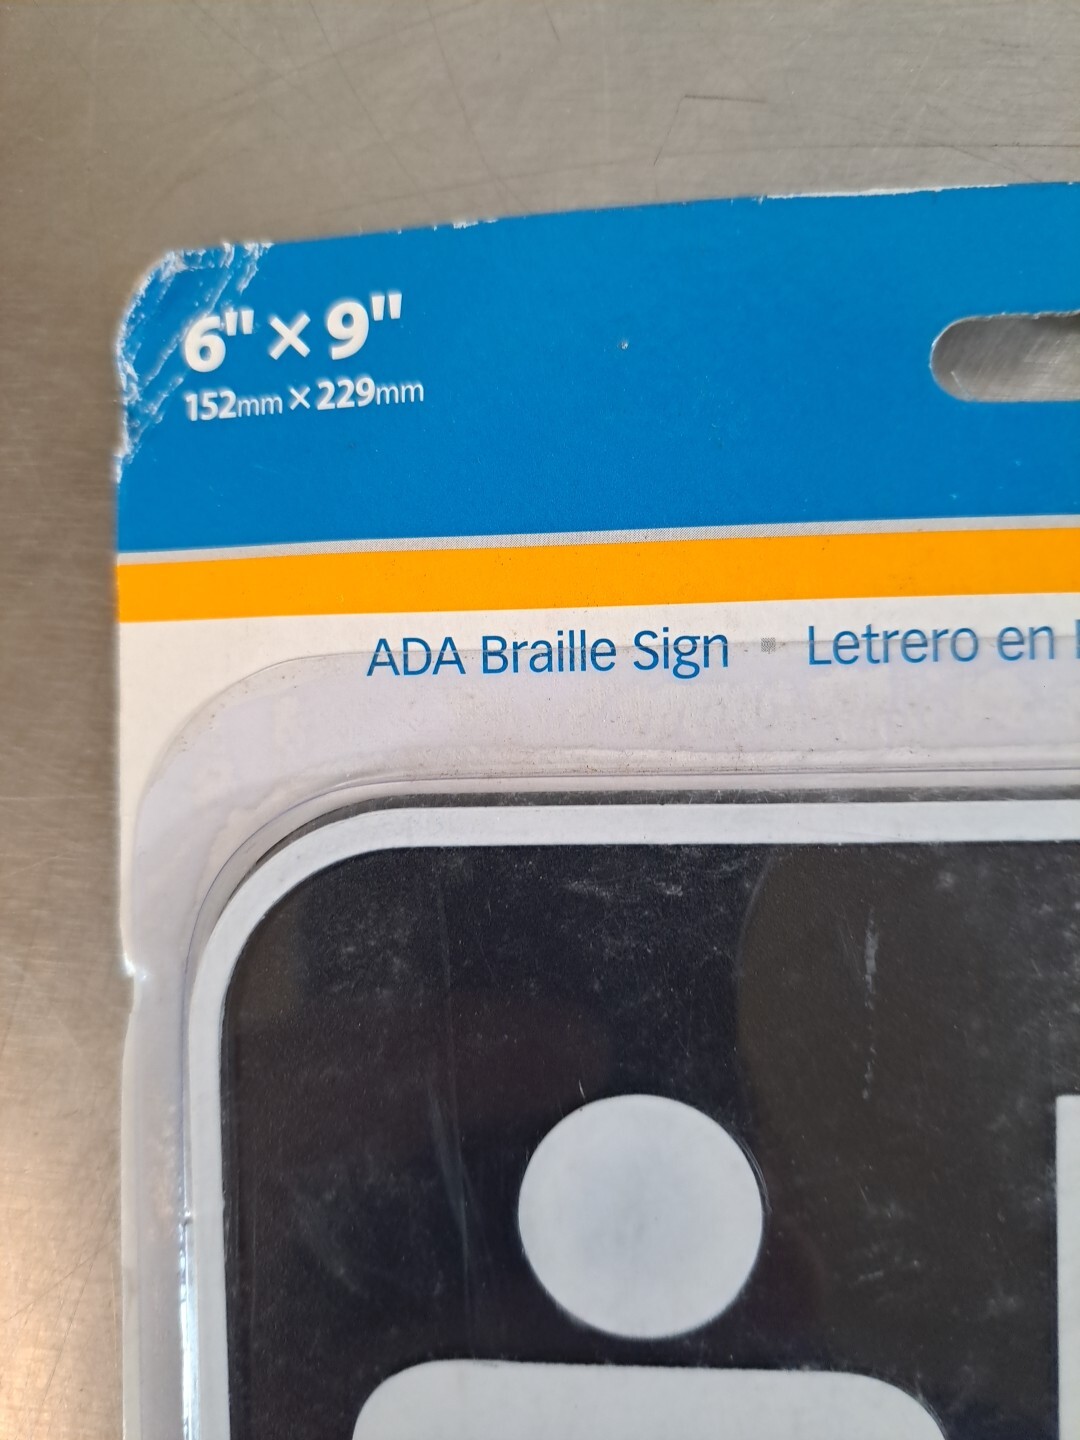 6" × 9"
152mm × 229mm
ADA Braille Sign ▪ Letrero en